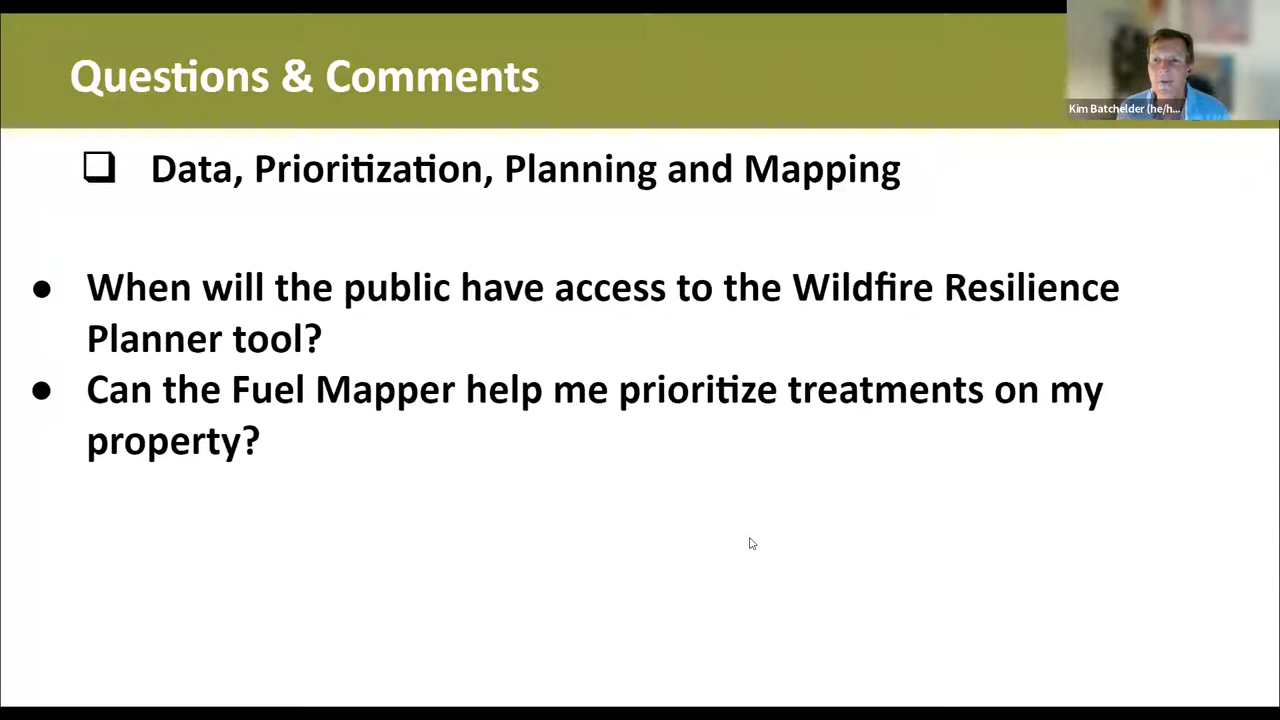 Questions & Comments
Kim Batchelder (he/h...
Data, Prioritization, Planning and Mapping
● When will the public have access to the Wildfire Resilience
Planner tool?
● Can the Fuel Mapper help me prioritize treatments on my
property?